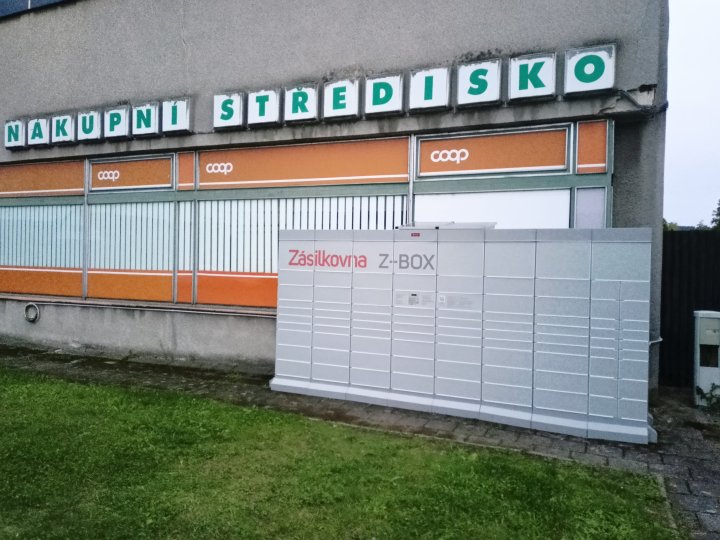 NÁKUPNÍ STŘEDISKO
coop
coop
coop
Zásilkovna Z-BOX